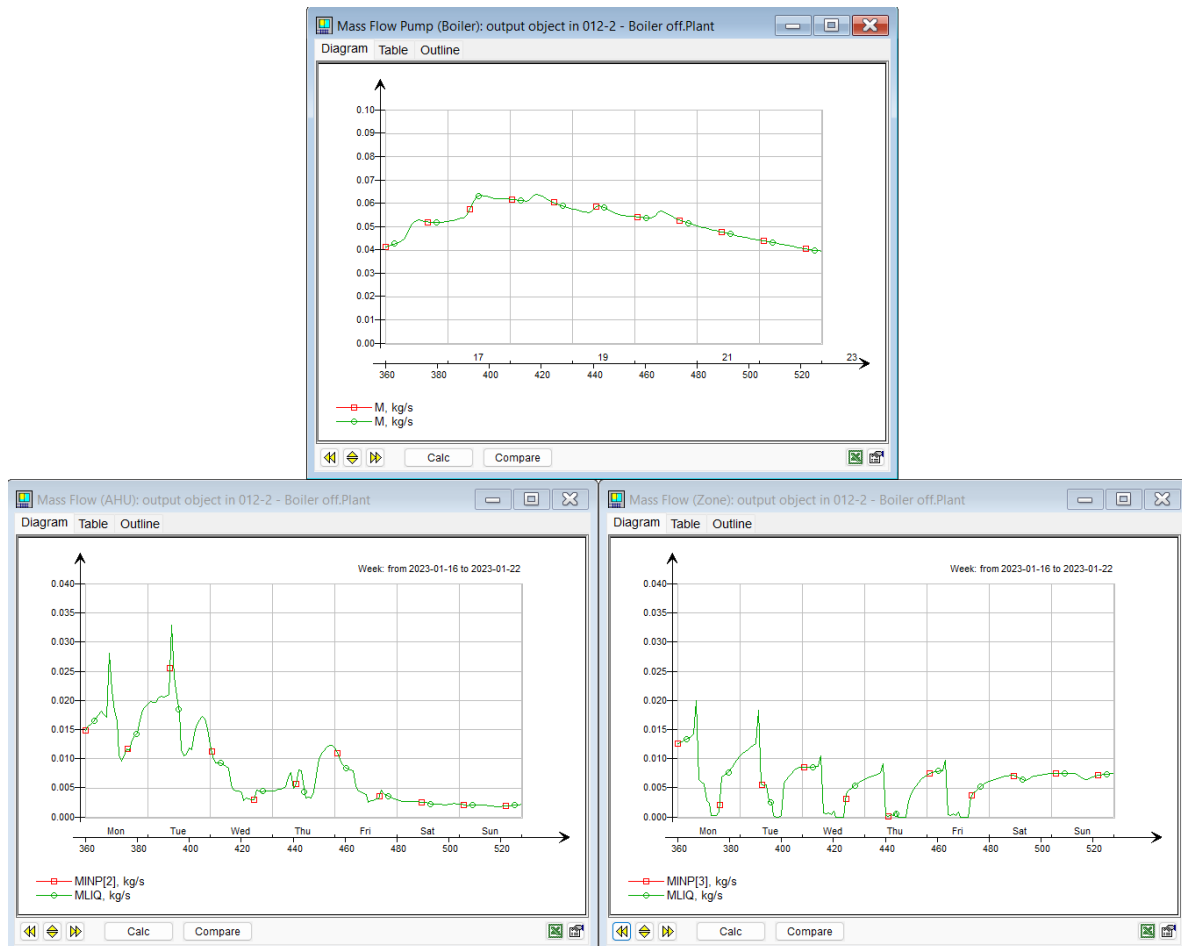 Mass Flow Pump (Boiler): output object in 012-2 - Boiler off.Plant
Diagram Table Outline
0.10
0.09
0.08
0.07
0.06
0.05
0.04
0.03
0.02
0.01
0.00
17 19 21 23
360 380 400 420 440 460 480 500 520
M, kg/s
M, kg/s
Calc Compare
Mass Flow (AHU): output object in 012-2 - Boiler off.Plant
Diagram Table Outline
Week: from 2023-01-16 to 2023-01-22
0.040
0.035
0.030
0.025
0.020
0.015
0.010
0.005
0.000
Mon Tue Wed Thu Fri Sat Sun
360 380 400 420 440 460 480 500 520
MINP[2], kg/s
MLIQ, kg/s
Calc Compare
Mass Flow (Zone): output object in 012-2 - Boiler off.Plant
Diagram Table Outline
Week: from 2023-01-16 to 2023-01-22
0.040
0.035
0.030
0.025
0.020
0.015
0.010
0.005
0.000
Mon Tue Wed Thu Fri Sat Sun
360 380 400 420 440 460 480 500 520
MINP[3], kg/s
MLIQ, kg/s
Calc Compare